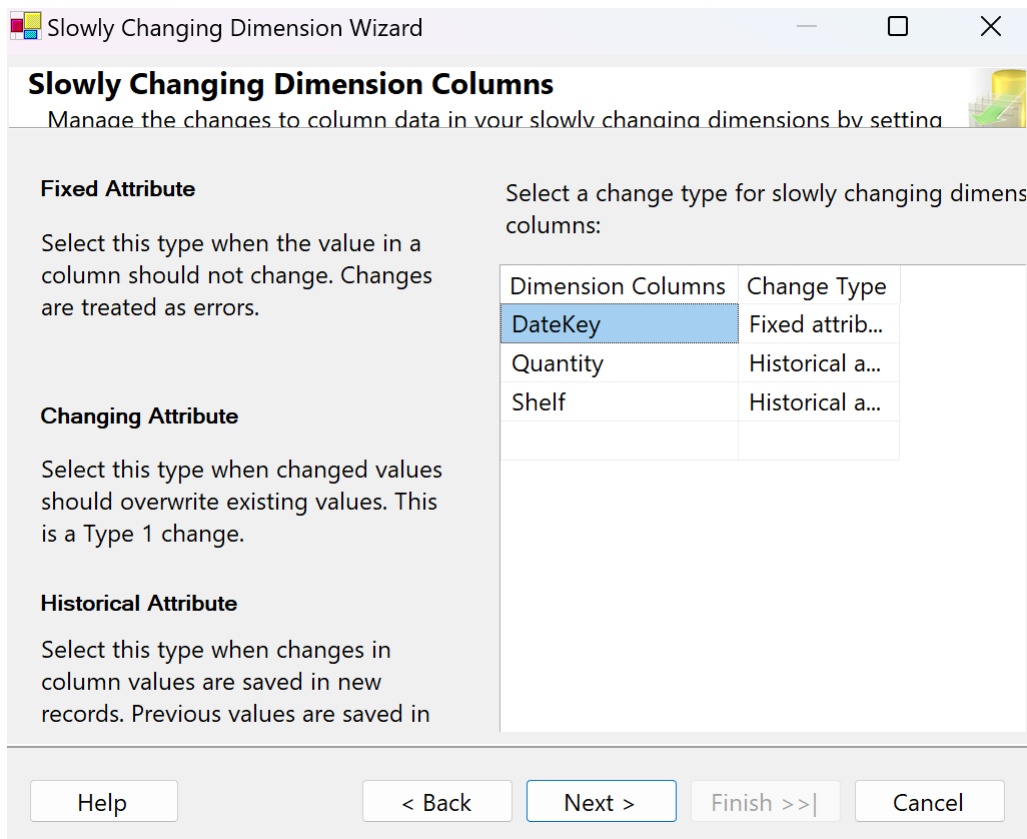 Slowly Changing Dimension Wizard
Slowly Changing Dimension Columns
Manage the changes to column data in your slowly changing dimensions by setting
Fixed Attribute
Select this type when the value in a
column should not change. Changes
are treated as errors.
Changing Attribute
Select this type when changed values
should overwrite existing values. This
is a Type 1 change.
Historical Attribute
Select this type when changes in
column values are saved in new
records. Previous values are saved in
Select a change type for slowly changing dimens
columns:
Dimension Columns Change Type
DateKey Fixed attrib...
Quantity Historical a...
Shelf Historical a...
Help < Back Next > Finish >>| Cancel